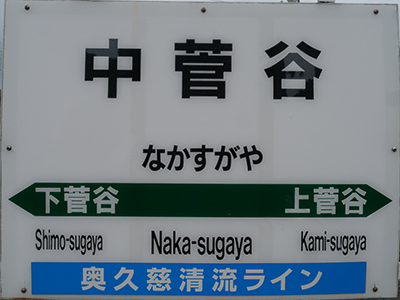 中菅谷
なかすがや
下菅谷 上菅谷
Shimo-sugaya Naka-sugaya Kami-sugaya
奥久慈清流ライン